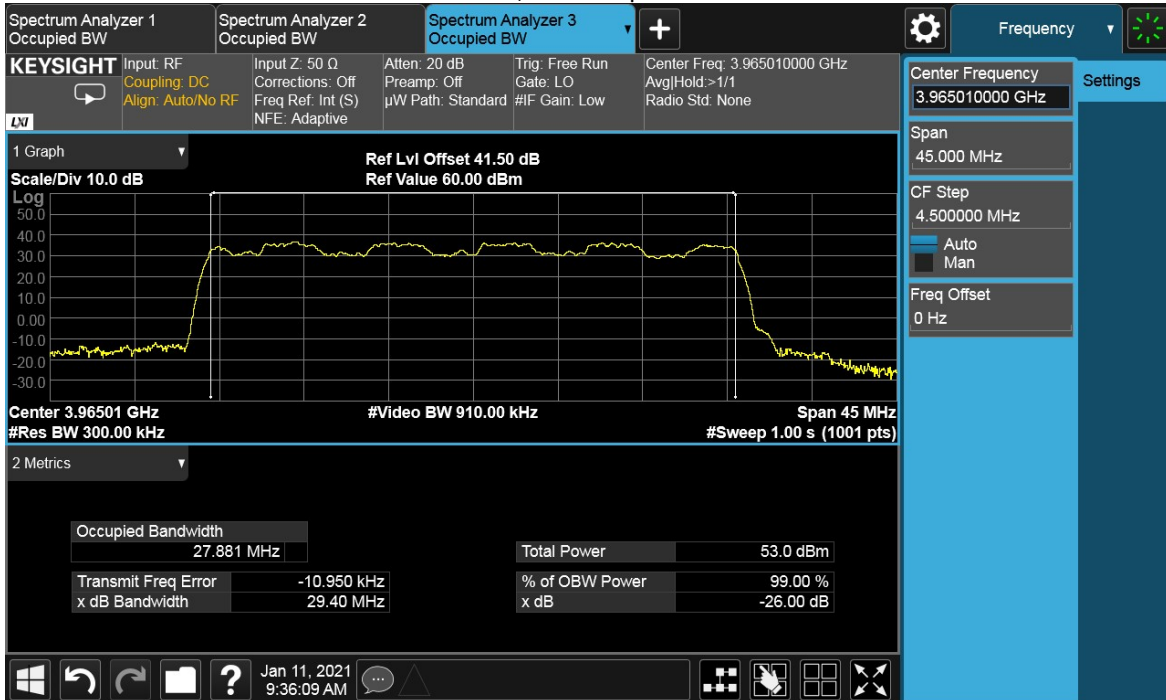 Spectrum Analyzer 1
Occupied BW
Spectrum Analyzer 2
Occupied BW
Spectrum Analyzer 3
Occupied BW
Frequency
KEYSIGHT
LXI
Input: RF
Coupling: DC
Align: Auto/No RF
Input Z: 50 Ω
Corrections: Off
Freq Ref: Int (S)
NFE: Adaptive
Atten: 20 dB
Preamp: Off
µW Path: Standard
Trig: Free Run
Gate: LO
#IF Gain: Low
Center Freq: 3.965010000 GHz
Avg|Hold:>1/1
Radio Std: None
Center Frequency
3.965010000 GHz
Settings
Span
45.000 MHz
CF Step
4.500000 MHz
Auto
Man
Freq Offset
0 Hz
1 Graph
Scale/Div 10.0 dB
Ref Lvl Offset 41.50 dB
Ref Value 60.00 dBm
Log
50.0
40.0
30.0
20.0
10.0
0.00
-10.0
-20.0
-30.0
Center 3.96501 GHz
#Video BW 910.00 kHz
Span 45 MHz
#Res BW 300.00 kHz
#Sweep 1.00 s (1001 pts)
2 Metrics
Occupied Bandwidth
27.881 MHz
Total Power 53.0 dBm
Transmit Freq Error -10.950 kHz
% of OBW Power 99.00 %
x dB Bandwidth 29.40 MHz
x dB -26.00 dB
?
Jan 11, 2021
9:36:09 AM